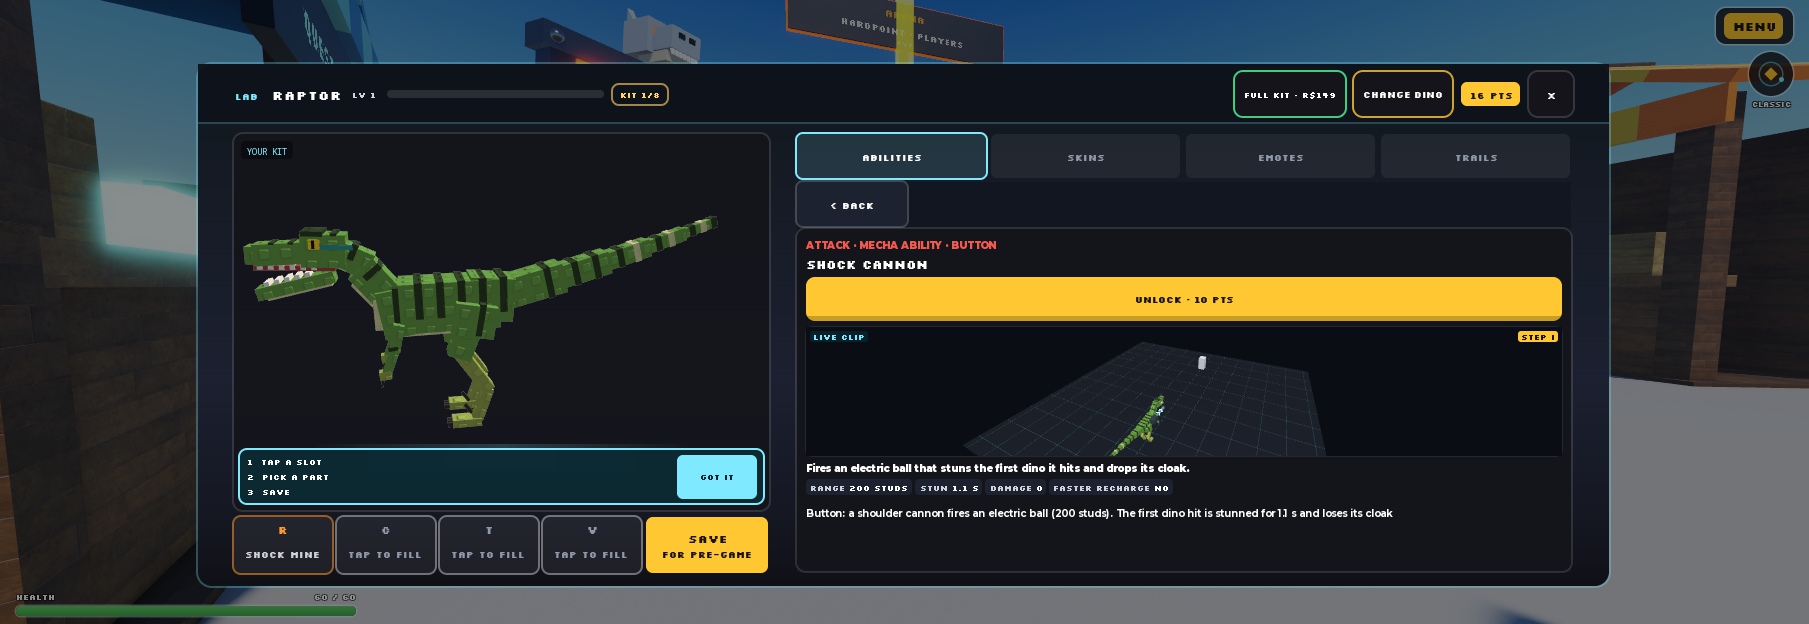 HARDPOINT PLAYERS
MENU
CLASSIC
LAB RAPTOR LV 1 KIT 1/8 FULL KIT · R$149 CHANGE DINO 16 PTS X
YOUR KIT
ABILITIES SKINS EMOTES TRAILS
< BACK
ATTACK · MECHA ABILITY · BUTTON
SHOCK CANNON
UNLOCK · 10 PTS
LIVE CLIP STEP 1
Fires an electric ball that stuns the first dino it hits and drops its cloak.
RANGE 200 STUDS STUN 1.1 S DAMAGE 0 FASTER RECHARGE NO
Button: a shoulder cannon fires an electric ball (200 studs). The first dino hit is stunned for 1.1 s and loses its cloak
1 TAP A SLOT
2 PICK A PART
3 SAVE
GOT IT
R
SHOCK MINE
G
TAP TO FILL
T
TAP TO FILL
V
TAP TO FILL
SAVE
FOR PRE-GAME
HEALTH 60 / 60